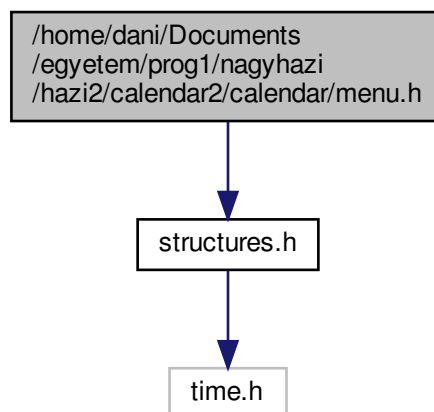 /home/dani/Documents
/egyetem/prog1/nagyhazi
/hazi2/calendar2/calendar/menu.h
structures.h
time.h